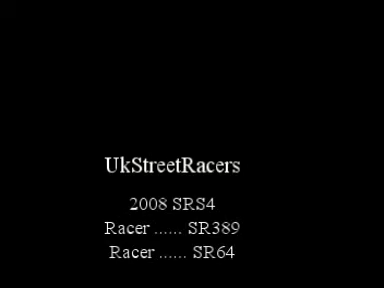 UkStreetRacers
2008 SRS4
Racer ...... SR389
Racer ...... SR64